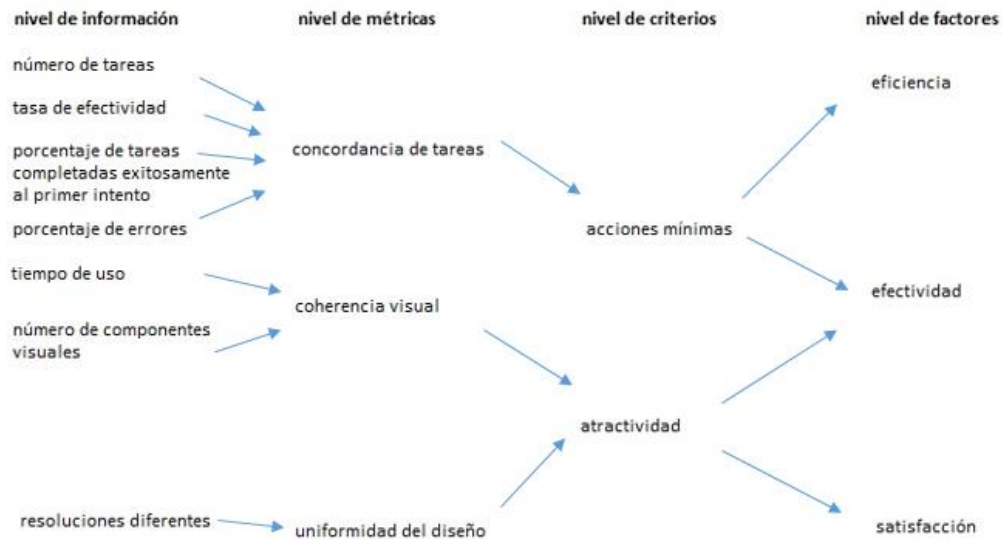 nivel de información
nivel de métricas
nivel de criterios
nivel de factores
número de tareas
tasa de efectividad
porcentaje de tareas
completadas exitosamente
al primer intento
porcentaje de errores
tiempo de uso
número de componentes
visuales
resoluciones diferentes
concordancia de tareas
coherencia visual
uniformidad del diseño
acciones mínimas
atractividad
eficiencia
efectividad
satisfacción